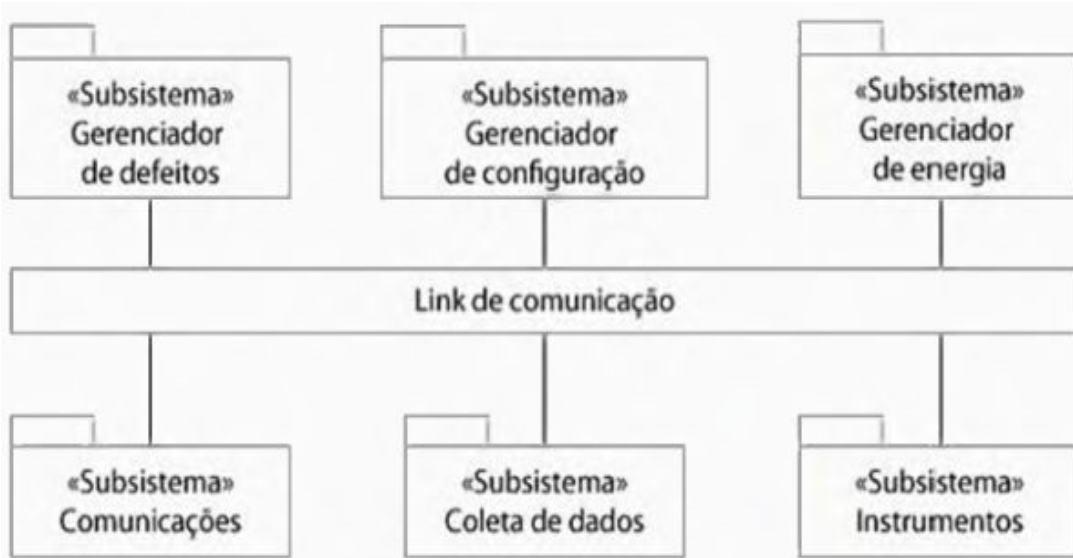 «Subsistema»
Gerenciador
de defeitos
«Subsistema»
Gerenciador
de configuração
«Subsistema»
Gerenciador
de energia
Link de comunicação
«Subsistema»
Comunicações
«Subsistema»
Coleta de dados
«Subsistema»
Instrumentos